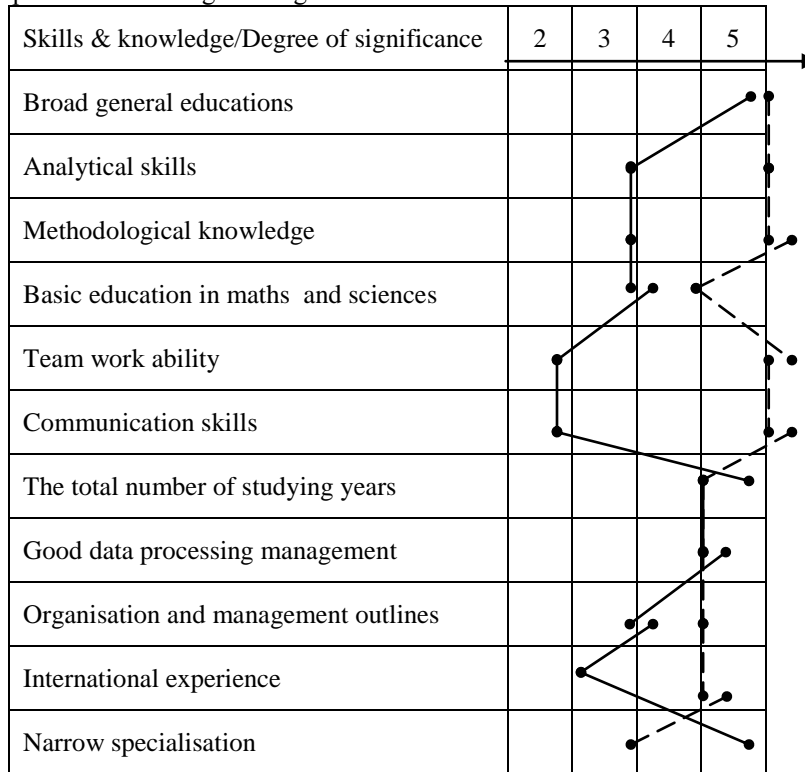 Skills & knowledge/Degree of significance 2 3 4 5
Broad general educations
Analytical skills
Methodological knowledge
Basic education in maths and sciences
Team work ability
Communication skills
The total number of studying years
Good data processing management
Organisation and management outlines
International experience
Narrow specialisation